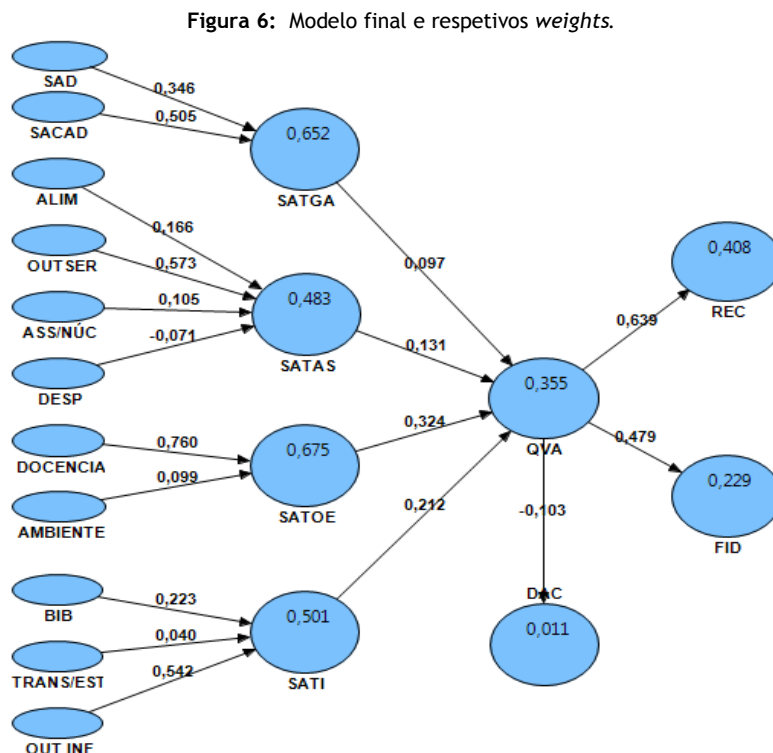 Figura 6: Modelo final e respetivos weights.
SAD
0,346
SACAD
0,505
0,652
SATGA
ALIM
0,166
OUTSER
0,573
ASS/NÚC
0,105
0,483
DESP
-0,071
SATAS
0,097
0,131
0,408
REC
0,639
0,355
QVA
DOCENCIA
0,760
0,675
AMBIENTE
0,099
SATOE
0,324
0,479
0,229
FID
0,212
-0,103
BIB
0,223
TRANS/EST
0,040
0,501
SATI
OUT INF
0,542
DAC
0,011